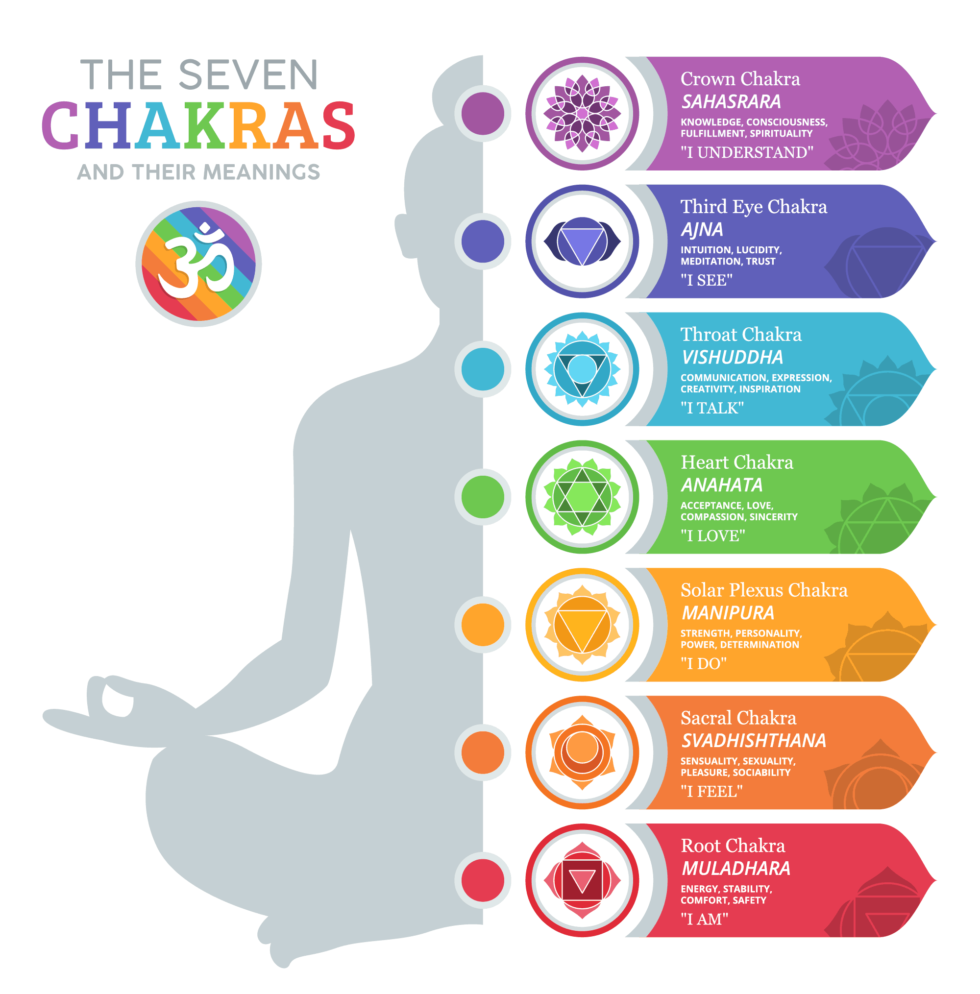 THE SEVEN
CHAKRAS
AND THEIR MEANINGS
ॐ
Crown Chakra
SAHASRARA
KNOWLEDGE, CONSCIOUSNESS,
FULFILLMENT, SPIRITUALITY
"I UNDERSTAND"
Third Eye Chakra
AJNA
INTUITION, LUCIDITY,
MEDITATION, TRUST
"I SEE"
Throat Chakra
VISHUDDHA
COMMUNICATION, EXPRESSION,
CREATIVITY, INSPIRATION
"I TALK"
Heart Chakra
ANAHATA
ACCEPTANCE, LOVE,
COMPASSION, SINCERITY
"I LOVE"
Solar Plexus Chakra
MANIPURA
STRENGTH, PERSONALITY,
POWER, DETERMINATION
"I DO"
Sacral Chakra
SVADHISHTHANA
SENSUALITY, SEXUALITY,
PLEASURE, SOCIABILITY
"I FEEL"
Root Chakra
MULADHARA
ENERGY, STABILITY,
COMFORT, SAFETY
"I AM"